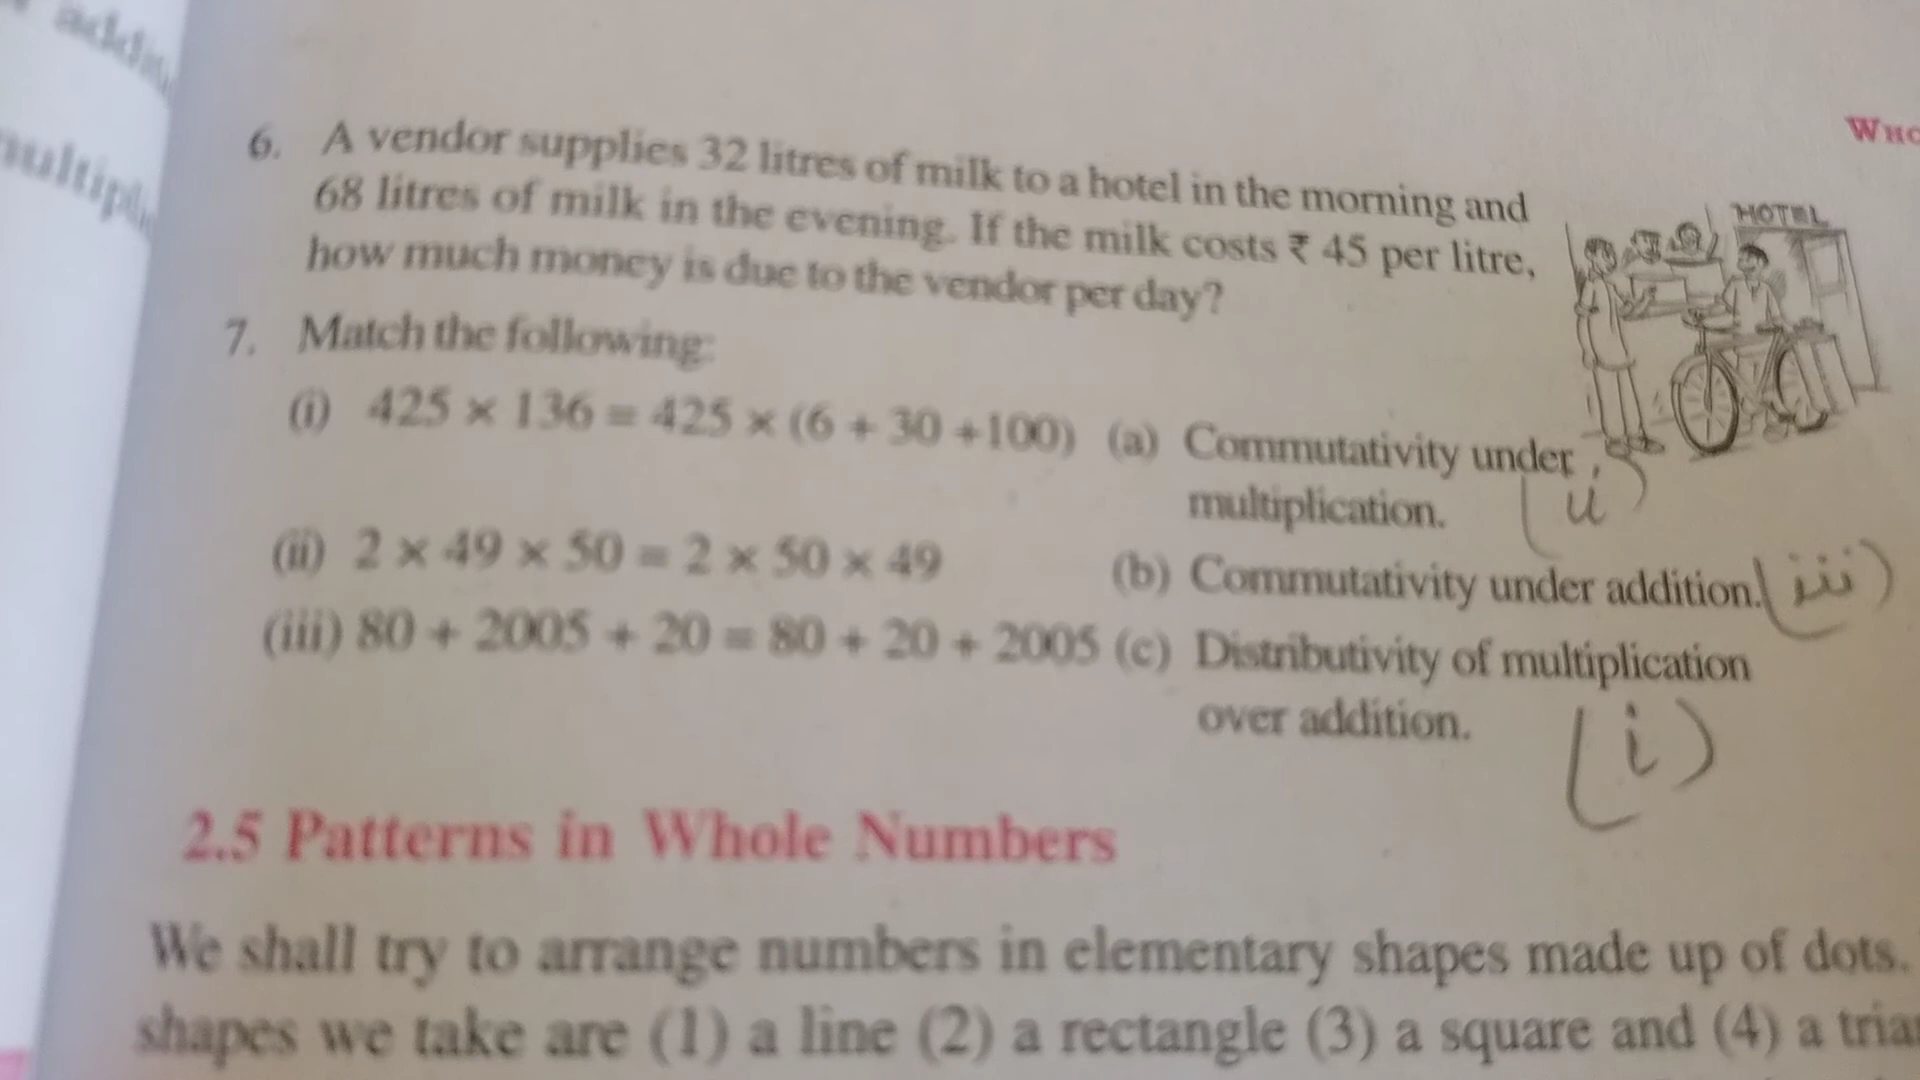 addi
multipl
WHO
6. A vendor supplies 32 litres of milk to a hotel in the morning and
68 litres of milk in the evening. If the milk costs ₹ 45 per litre,
how much money is due to the vendor per day?
HOTEL
7. Match the following:
(i) 425 × 136 = 425 × (6 + 30 +100) (a) Commutativity under
multiplication. (ii)
(ii) 2 × 49 × 50 = 2 × 50 × 49 (b) Commutativity under addition. (iii)
(iii) 80 + 2005 + 20 = 80 + 20 + 2005 (c) Distributivity of multiplication
over addition. (i)
2.5 Patterns in Whole Numbers
We shall try to arrange numbers in elementary shapes made up of dots.
shapes we take are (1) a line (2) a rectangle (3) a square and (4) a trian